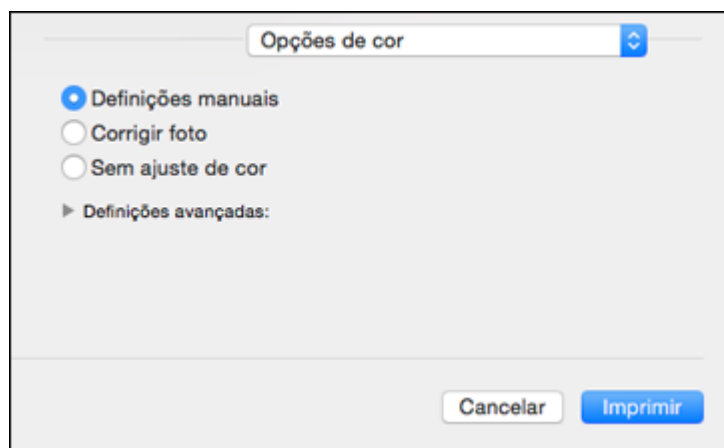 Opções de cor
Definições manuais
Corrigir foto
Sem ajuste de cor
Definições avançadas:
Cancelar
Imprimir